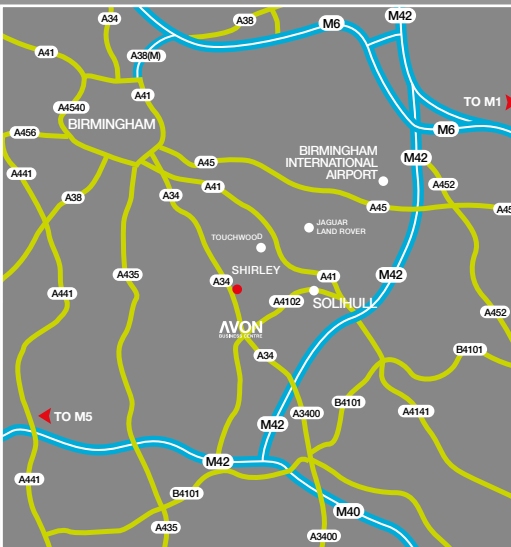 A34
A38
M6
M42
A41
A38(M)
A41
TO M1
A4540
BIRMINGHAM
M6
A456
BIRMINGHAM
INTERNATIONAL
AIRPORT
M42
A441
A45
A452
A38
A34
A41
A45
A45
JAGUAR
LAND ROVER
TOUCHWOOD
A435
SHIRLEY
A34
A41
M42
A441
A4102
SOLIHULL
A452
AVON
BUSINESS CENTRE
A34
B4101
B4101
A3400
A4141
TO M5
M42
M42
A441
B4101
M40
A435
A3400